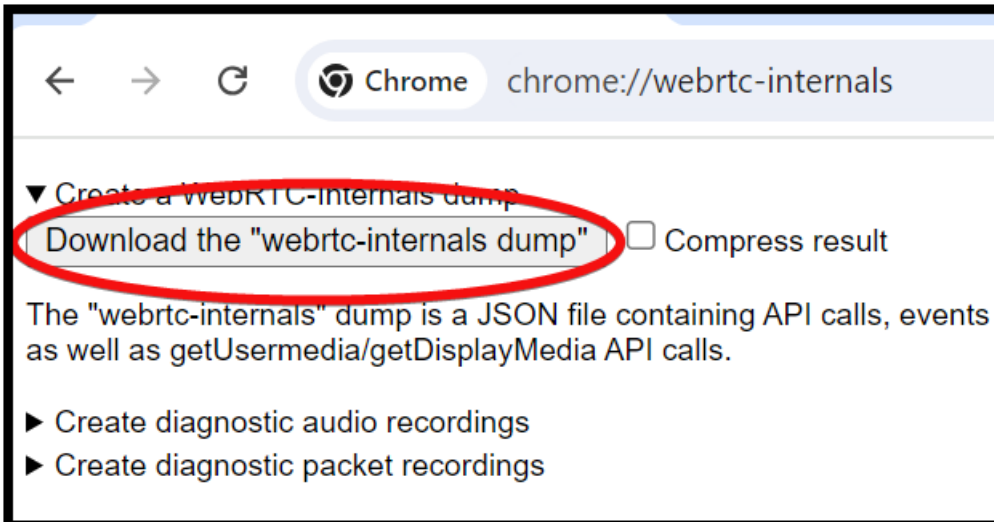 Chrome chrome://webrtc-internals
▼ Create a WebRTC-Internals dump
Download the "webrtc-internals dump" Compress result
The "webrtc-internals" dump is a JSON file containing API calls, events
as well as getUsermedia/getDisplayMedia API calls.
▶ Create diagnostic audio recordings
▶ Create diagnostic packet recordings